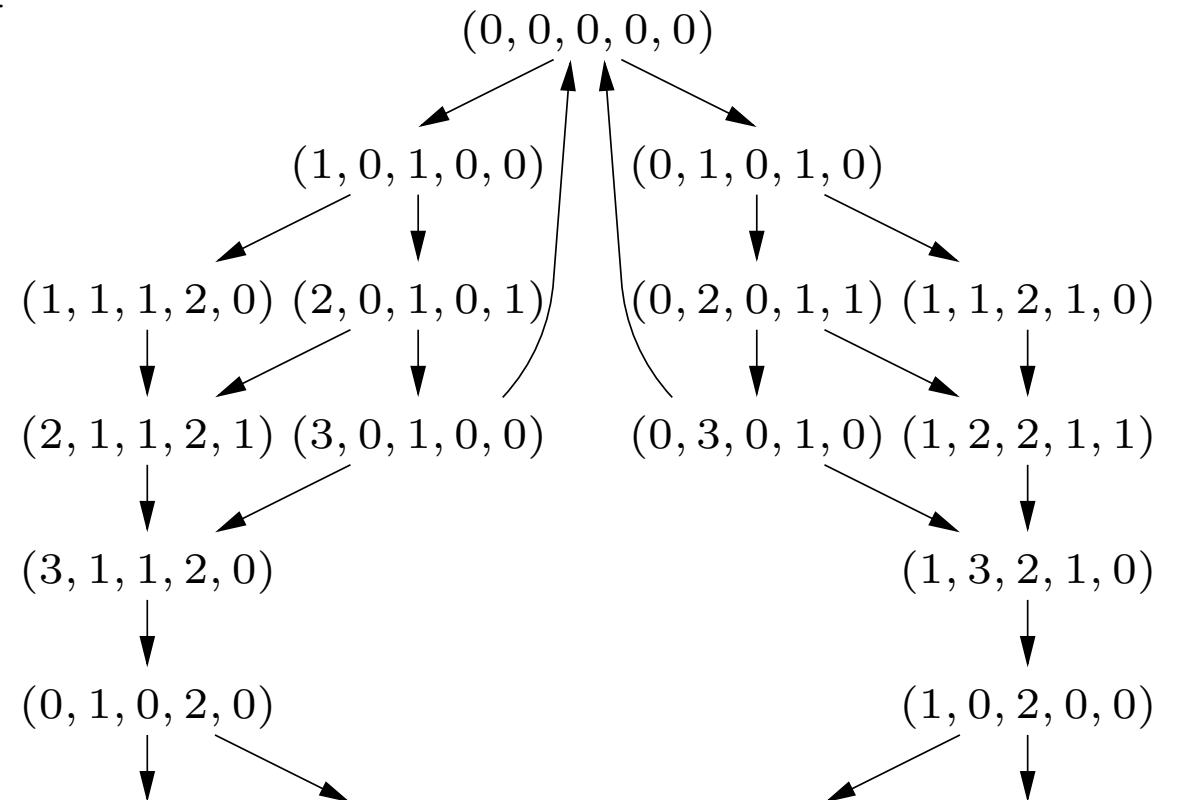 (0, 0, 0, 0, 0)
(1, 0, 1, 0, 0) (0, 1, 0, 1, 0)
(1, 1, 1, 2, 0) (2, 0, 1, 0, 1) (0, 2, 0, 1, 1) (1, 1, 2, 1, 0)
(2, 1, 1, 2, 1) (3, 0, 1, 0, 0) (0, 3, 0, 1, 0) (1, 2, 2, 1, 1)
(3, 1, 1, 2, 0) (1, 3, 2, 1, 0)
(0, 1, 0, 2, 0) (1, 0, 2, 0, 0)